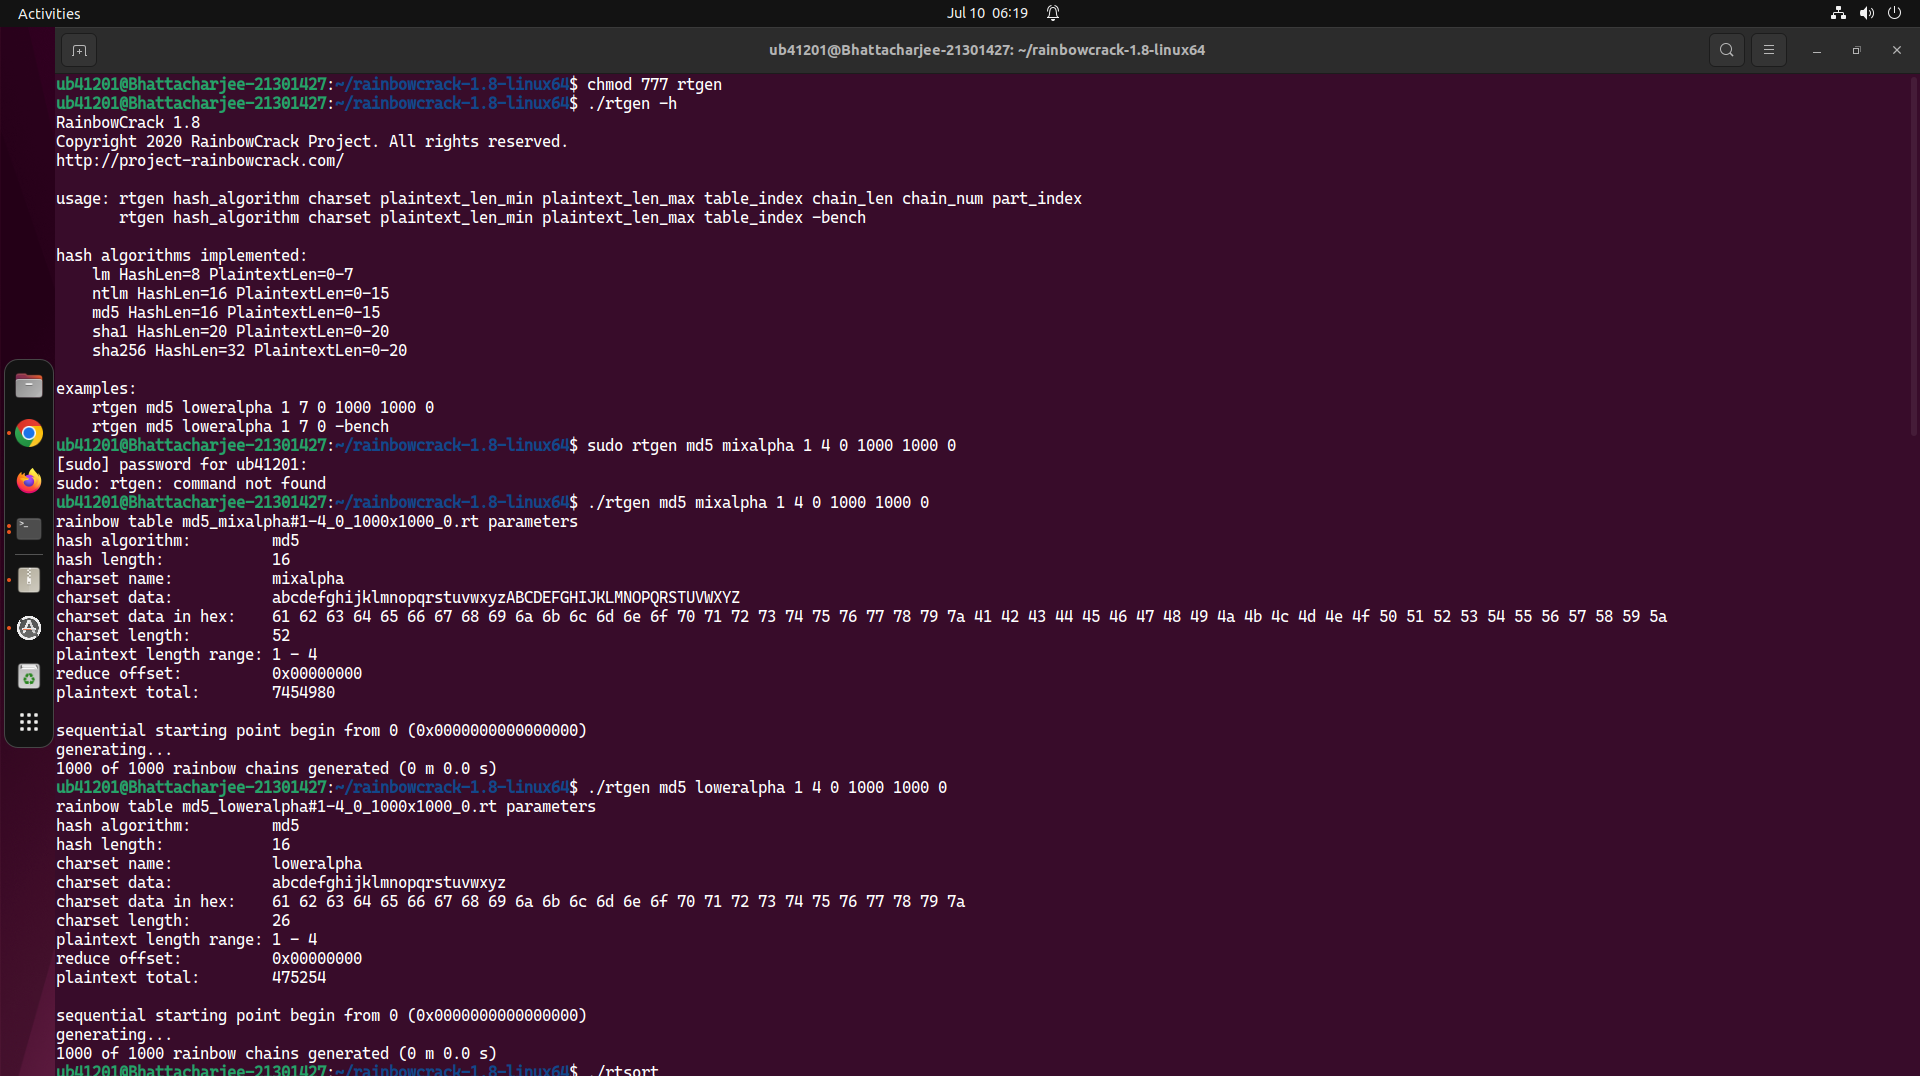 Activities
Jul 10 06:19
ub41201@Bhattacharjee-21301427: ~/rainbowcrack-1.8-linux64
ub41201@Bhattacharjee-21301427:~/rainbowcrack-1.8-linux64$ chmod 777 rtgen
ub41201@Bhattacharjee-21301427:~/rainbowcrack-1.8-linux64$ ./rtgen -h
RainbowCrack 1.8
Copyright 2020 RainbowCrack Project. All rights reserved.
http://project-rainbowcrack.com/
usage: rtgen hash_algorithm charset plaintext_len_min plaintext_len_max table_index chain_len chain_num part_index
rtgen hash_algorithm charset plaintext_len_min plaintext_len_max table_index -bench
hash algorithms implemented:
lm HashLen=8 PlaintextLen=0-7
ntlm HashLen=16 PlaintextLen=0-15
md5 HashLen=16 PlaintextLen=0-15
sha1 HashLen=20 PlaintextLen=0-20
sha256 HashLen=32 PlaintextLen=0-20
examples:
rtgen md5 loweralpha 1 7 0 1000 1000 0
rtgen md5 loweralpha 1 7 0 -bench
ub41201@Bhattacharjee-21301427:~/rainbowcrack-1.8-linux64$ sudo rtgen md5 mixalpha 1 4 0 1000 1000 0
[sudo] password for ub41201:
sudo: rtgen: command not found
ub41201@Bhattacharjee-21301427:~/rainbowcrack-1.8-linux64$ ./rtgen md5 mixalpha 1 4 0 1000 1000 0
rainbow table md5_mixalpha#1-4_0_1000x1000_0.rt parameters
hash algorithm: md5
hash length: 16
charset name: mixalpha
charset data: abcdefghijklmnopqrstuvwxyzABCDEFGHIJKLMNOPQRSTUVWXYZ
charset data in hex: 61 62 63 64 65 66 67 68 69 6a 6b 6c 6d 6e 6f 70 71 72 73 74 75 76 77 78 79 7a 41 42 43 44 45 46 47 48 49 4a 4b 4c 4d 4e 4f 50 51 52 53 54 55 56 57 58 59 5a
charset length: 52
plaintext length range: 1 - 4
reduce offset: 0x00000000
plaintext total: 7454980
sequential starting point begin from 0 (0x0000000000000000)
generating...
1000 of 1000 rainbow chains generated (0 m 0.0 s)
ub41201@Bhattacharjee-21301427:~/rainbowcrack-1.8-linux64$ ./rtgen md5 loweralpha 1 4 0 1000 1000 0
rainbow table md5_loweralpha#1-4_0_1000x1000_0.rt parameters
hash algorithm: md5
hash length: 16
charset name: loweralpha
charset data: abcdefghijklmnopqrstuvwxyz
charset data in hex: 61 62 63 64 65 66 67 68 69 6a 6b 6c 6d 6e 6f 70 71 72 73 74 75 76 77 78 79 7a
charset length: 26
plaintext length range: 1 - 4
reduce offset: 0x00000000
plaintext total: 475254
sequential starting point begin from 0 (0x0000000000000000)
generating...
1000 of 1000 rainbow chains generated (0 m 0.0 s)
ub41201@Bhattacharjee-21301427:~/rainbowcrack-1.8-linux64$ ./rtsort